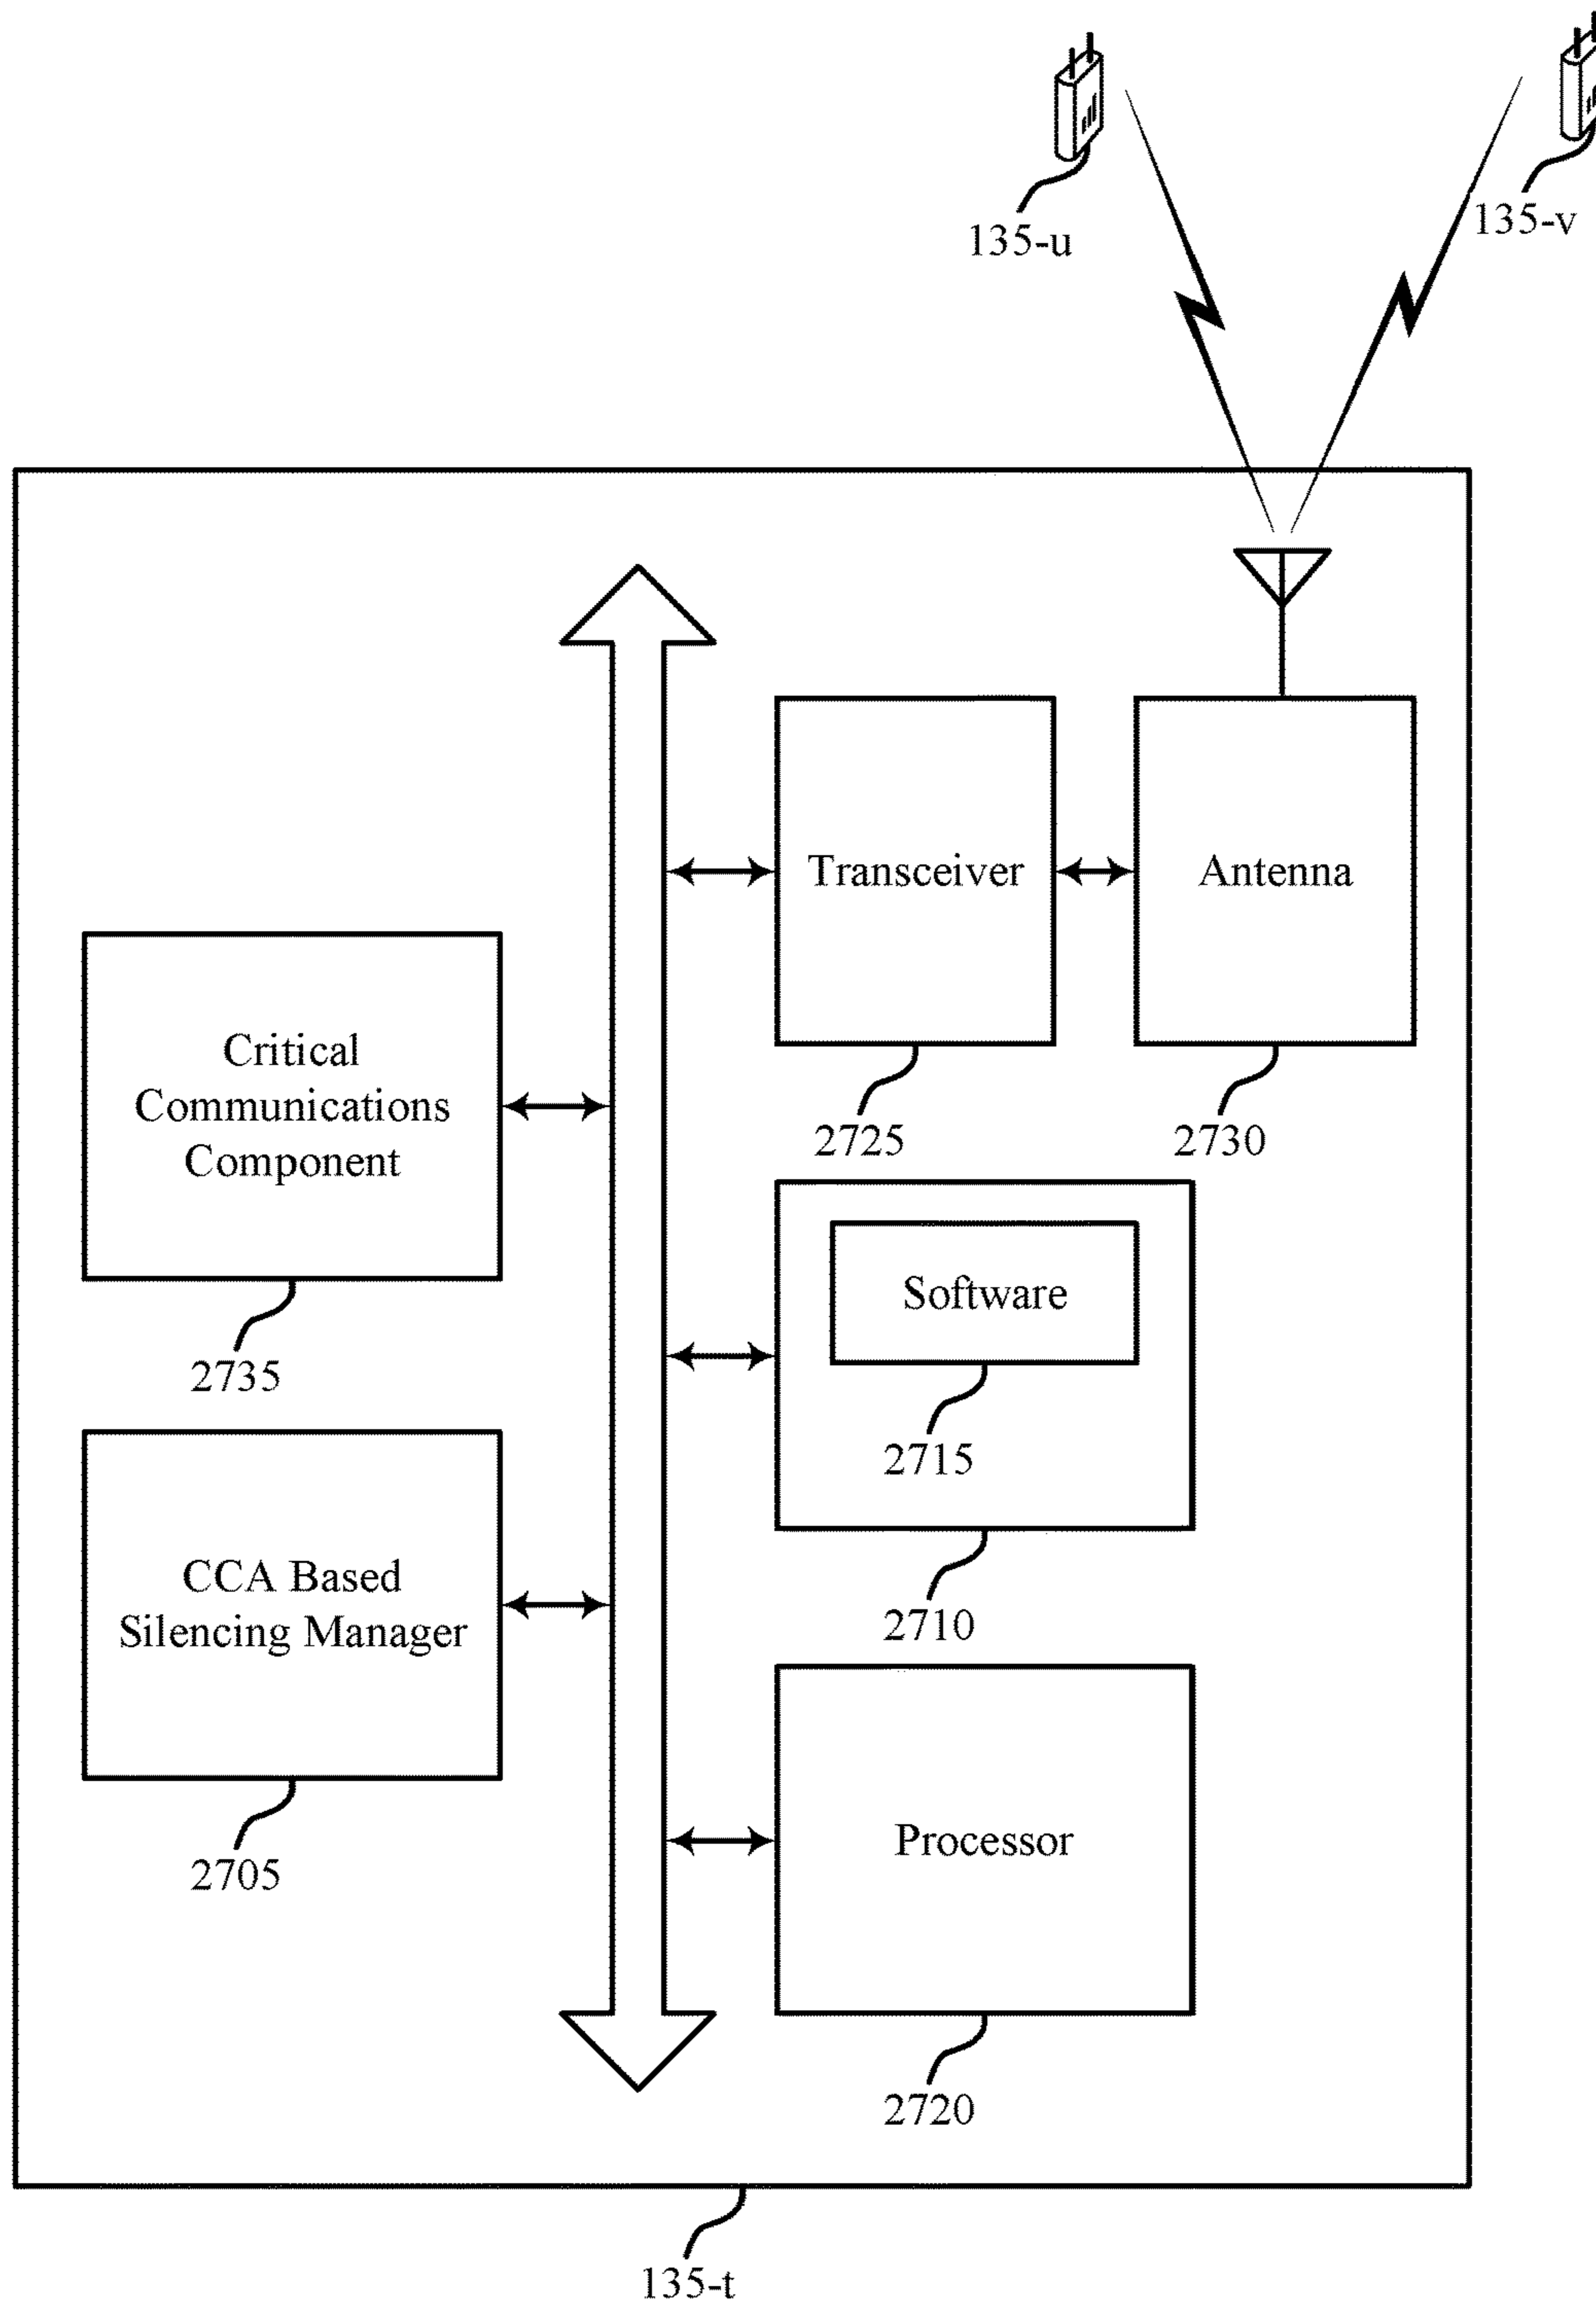 135-u
135-v
Transceiver
Antenna
2725
2730
Critical
Communications
Component
2735
Software
2715
2710
CCA Based
Silencing Manager
2705
Processor
2720
135-t